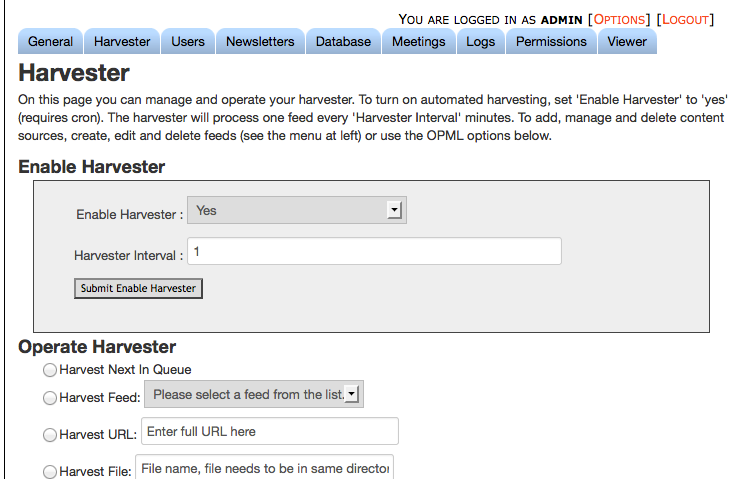 YOU ARE LOGGED IN AS ADMIN [OPTIONS] [LOGOUT]
General Harvester Users Newsletters Database Meetings Logs Permissions Viewer
Harvester
On this page you can manage and operate your harvester. To turn on automated harvesting, set 'Enable Harvester' to 'yes'
(requires cron). The harvester will process one feed every 'Harvester Interval' minutes. To add, manage and delete content
sources, create, edit and delete feeds (see the menu at left) or use the OPML options below.
Enable Harvester
Enable Harvester : Yes
Harvester Interval : 1
Submit Enable Harvester
Operate Harvester
Harvest Next In Queue
Harvest Feed: Please select a feed from the list.
Harvest URL: Enter full URL here
Harvest File: File name, file needs to be in same director